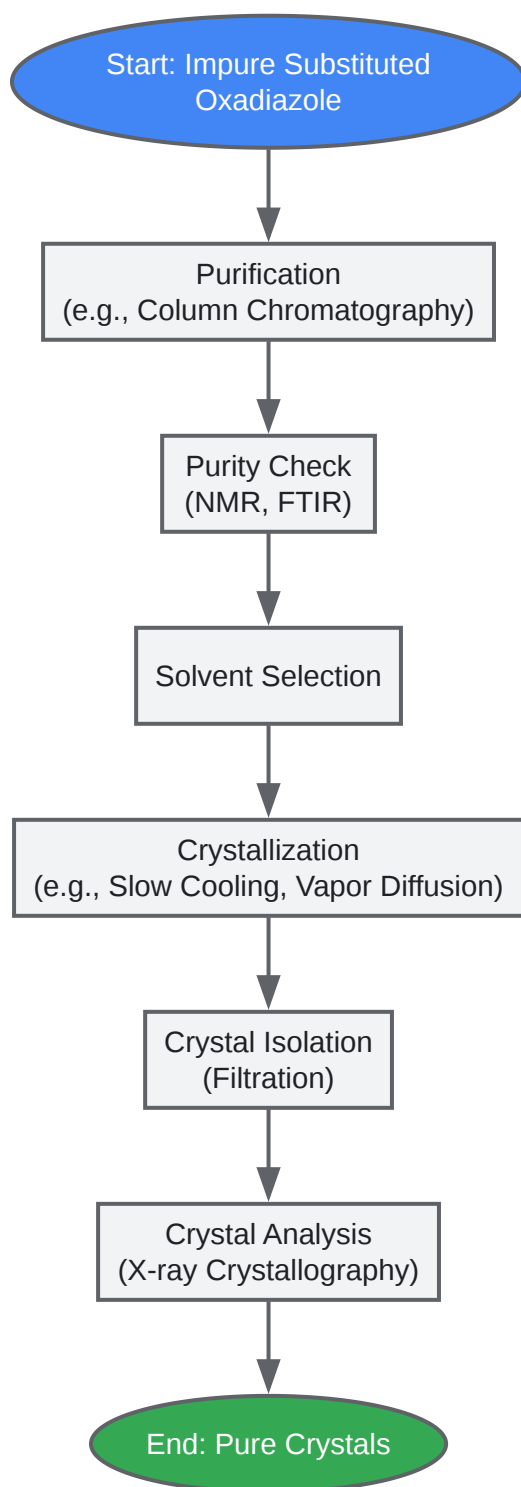 Start: Impure Substituted
Oxadiazole
Purification
(e.g., Column Chromatography)
Purity Check
(NMR, FTIR)
Solvent Selection
Crystallization
(e.g., Slow Cooling, Vapor Diffusion)
Crystal Isolation
(Filtration)
Crystal Analysis
(X-ray Crystallography)
End: Pure Crystals